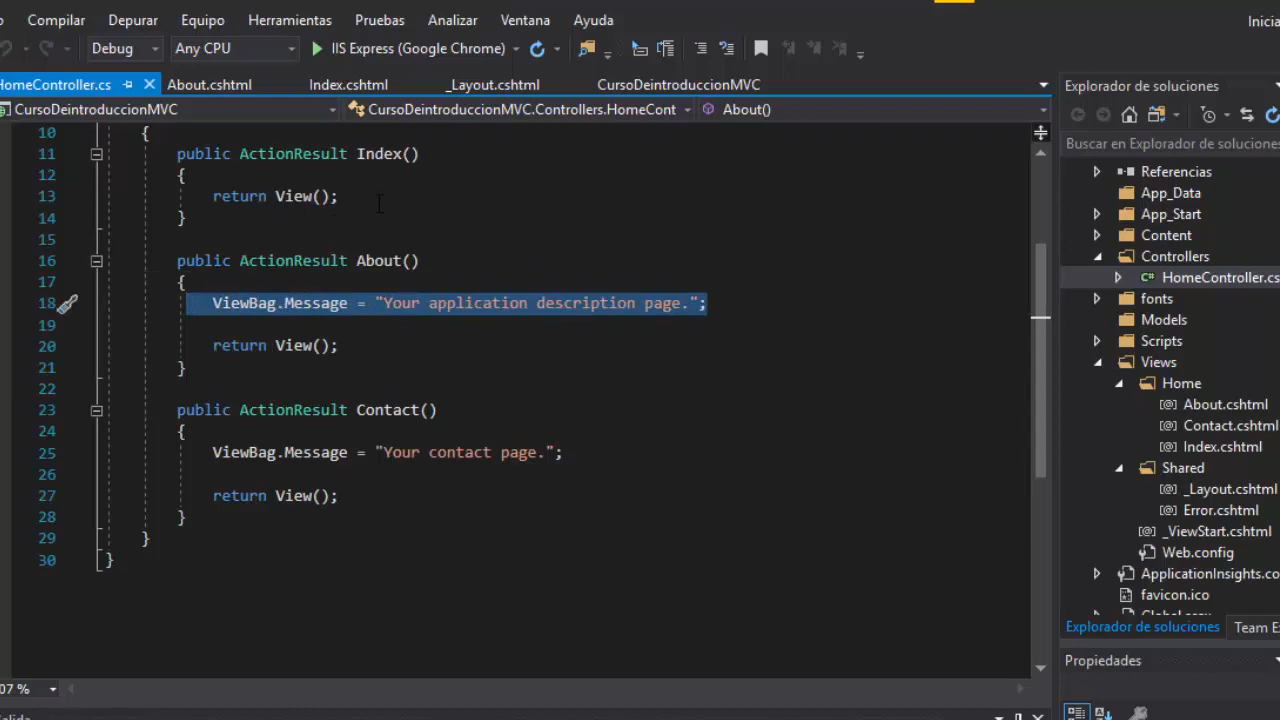 Compilar Depurar Equipo Herramientas Pruebas Analizar Ventana Ayuda
Inicia
Debug Any CPU IIS Express (Google Chrome)
HomeController.cs About.cshtml Index.cshtml _Layout.cshtml CursoDeintroduccionMVC
CursoDeintroduccionMVC CursoDeintroduccionMVC.Controllers.HomeCont About()
10 {
11 public ActionResult Index()
12 {
13 return View();
14 }
15
16 public ActionResult About()
17 {
18 ViewBag.Message = "Your application description page.";
19
20 return View();
21 }
22
23 public ActionResult Contact()
24 {
25 ViewBag.Message = "Your contact page.";
26
27 return View();
28 }
29 }
30 }
07 %
Explorador de soluciones
Buscar en Explorador de soluciones
Referencias
App_Data
App_Start
Content
Controllers
C# HomeController.cs
fonts
Models
Scripts
Views
Home
[@] About.cshtml
[@] Contact.cshtml
[@] Index.cshtml
Shared
[@] _Layout.cshtml
[@] Error.cshtml
[@] _ViewStart.cshtml
Web.config
ApplicationInsights.co
favicon.ico
Explorador de soluciones Team Ex
Propiedades